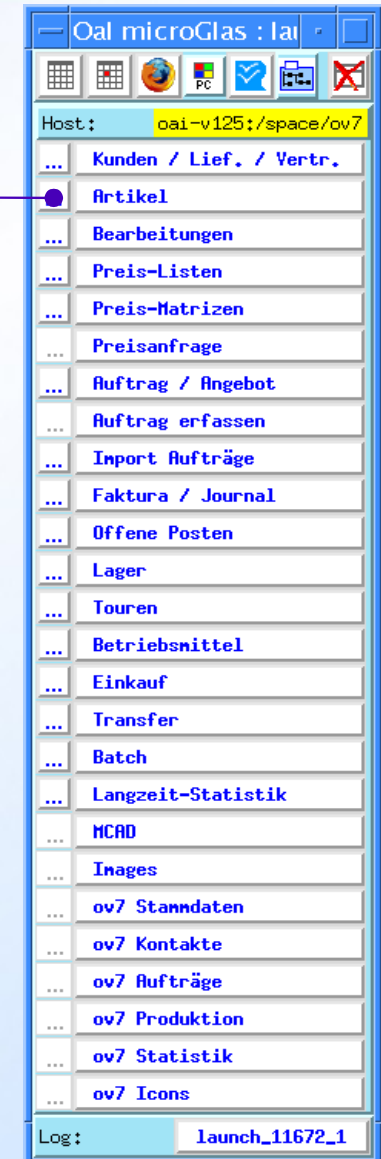 Oal microGlas : lau
PC
Host: oai-v125:/space/ov7
... Kunden / Lief. / Vertr.
Artikel
... Bearbeitungen
... Preis-Listen
... Preis-Matrizen
... Preisanfrage
... Auftrag / Angebot
... Auftrag erfassen
... Import Aufträge
... Faktura / Journal
... Offene Posten
... Lager
... Touren
... Betriebsmittel
... Einkauf
... Transfer
... Batch
... Langzeit-Statistik
... MCAD
... Images
... ov7 Stammdaten
... ov7 Kontakte
... ov7 Aufträge
... ov7 Produktion
... ov7 Statistik
... ov7 Icons
Log: launch_11672_1